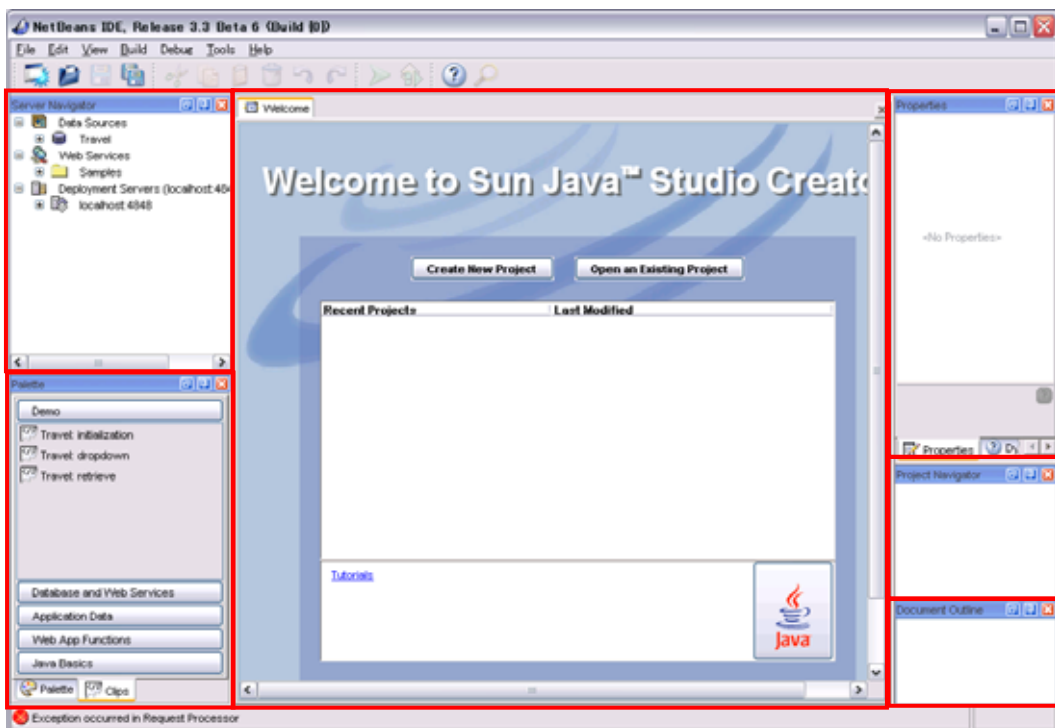 NetBeans IDE, Release 3.3 Beta 6 (Build
File Edit View Build Debug Tools Help
Server Navigator
Data Sources
Travel
Web Services
Samples
Deployment Servers (localhost:484
localhost:4848
Palette
Demo
Travel: initialization
Travel: dropdown
Travel: retrieve
Database and Web Services
Application Data
Web App Functions
Java Basics
Palette Clips
Welcome
Welcome to Sun Java™ Studio Creato
Create New Project Open an Existing Project
Recent Projects Last Modified
Tutorials
Java
Properties
<No Properties>
Properties Dy
Project Navigator
Document Outline
Exception occurred in Request Processor